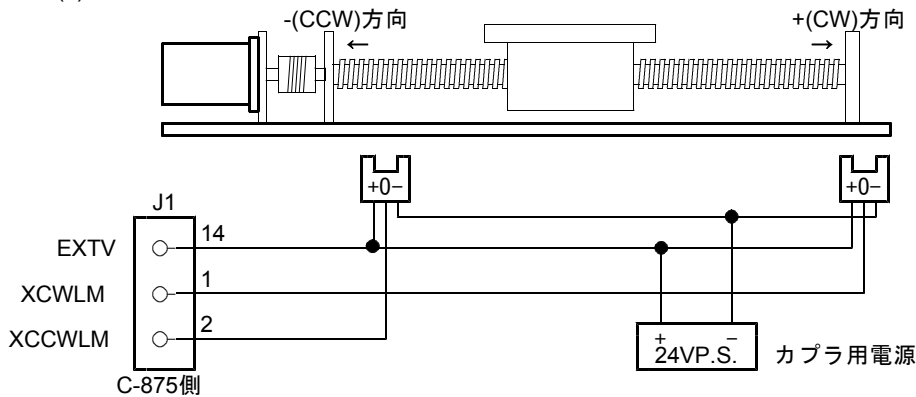 -(CCW)方向
+(CW)方向
←
→
+0−
+0−
J1
EXTV
14
XCWLM
1
XCCWLM
2
+ −
24VP.S.
カプラ用電源
C-875側